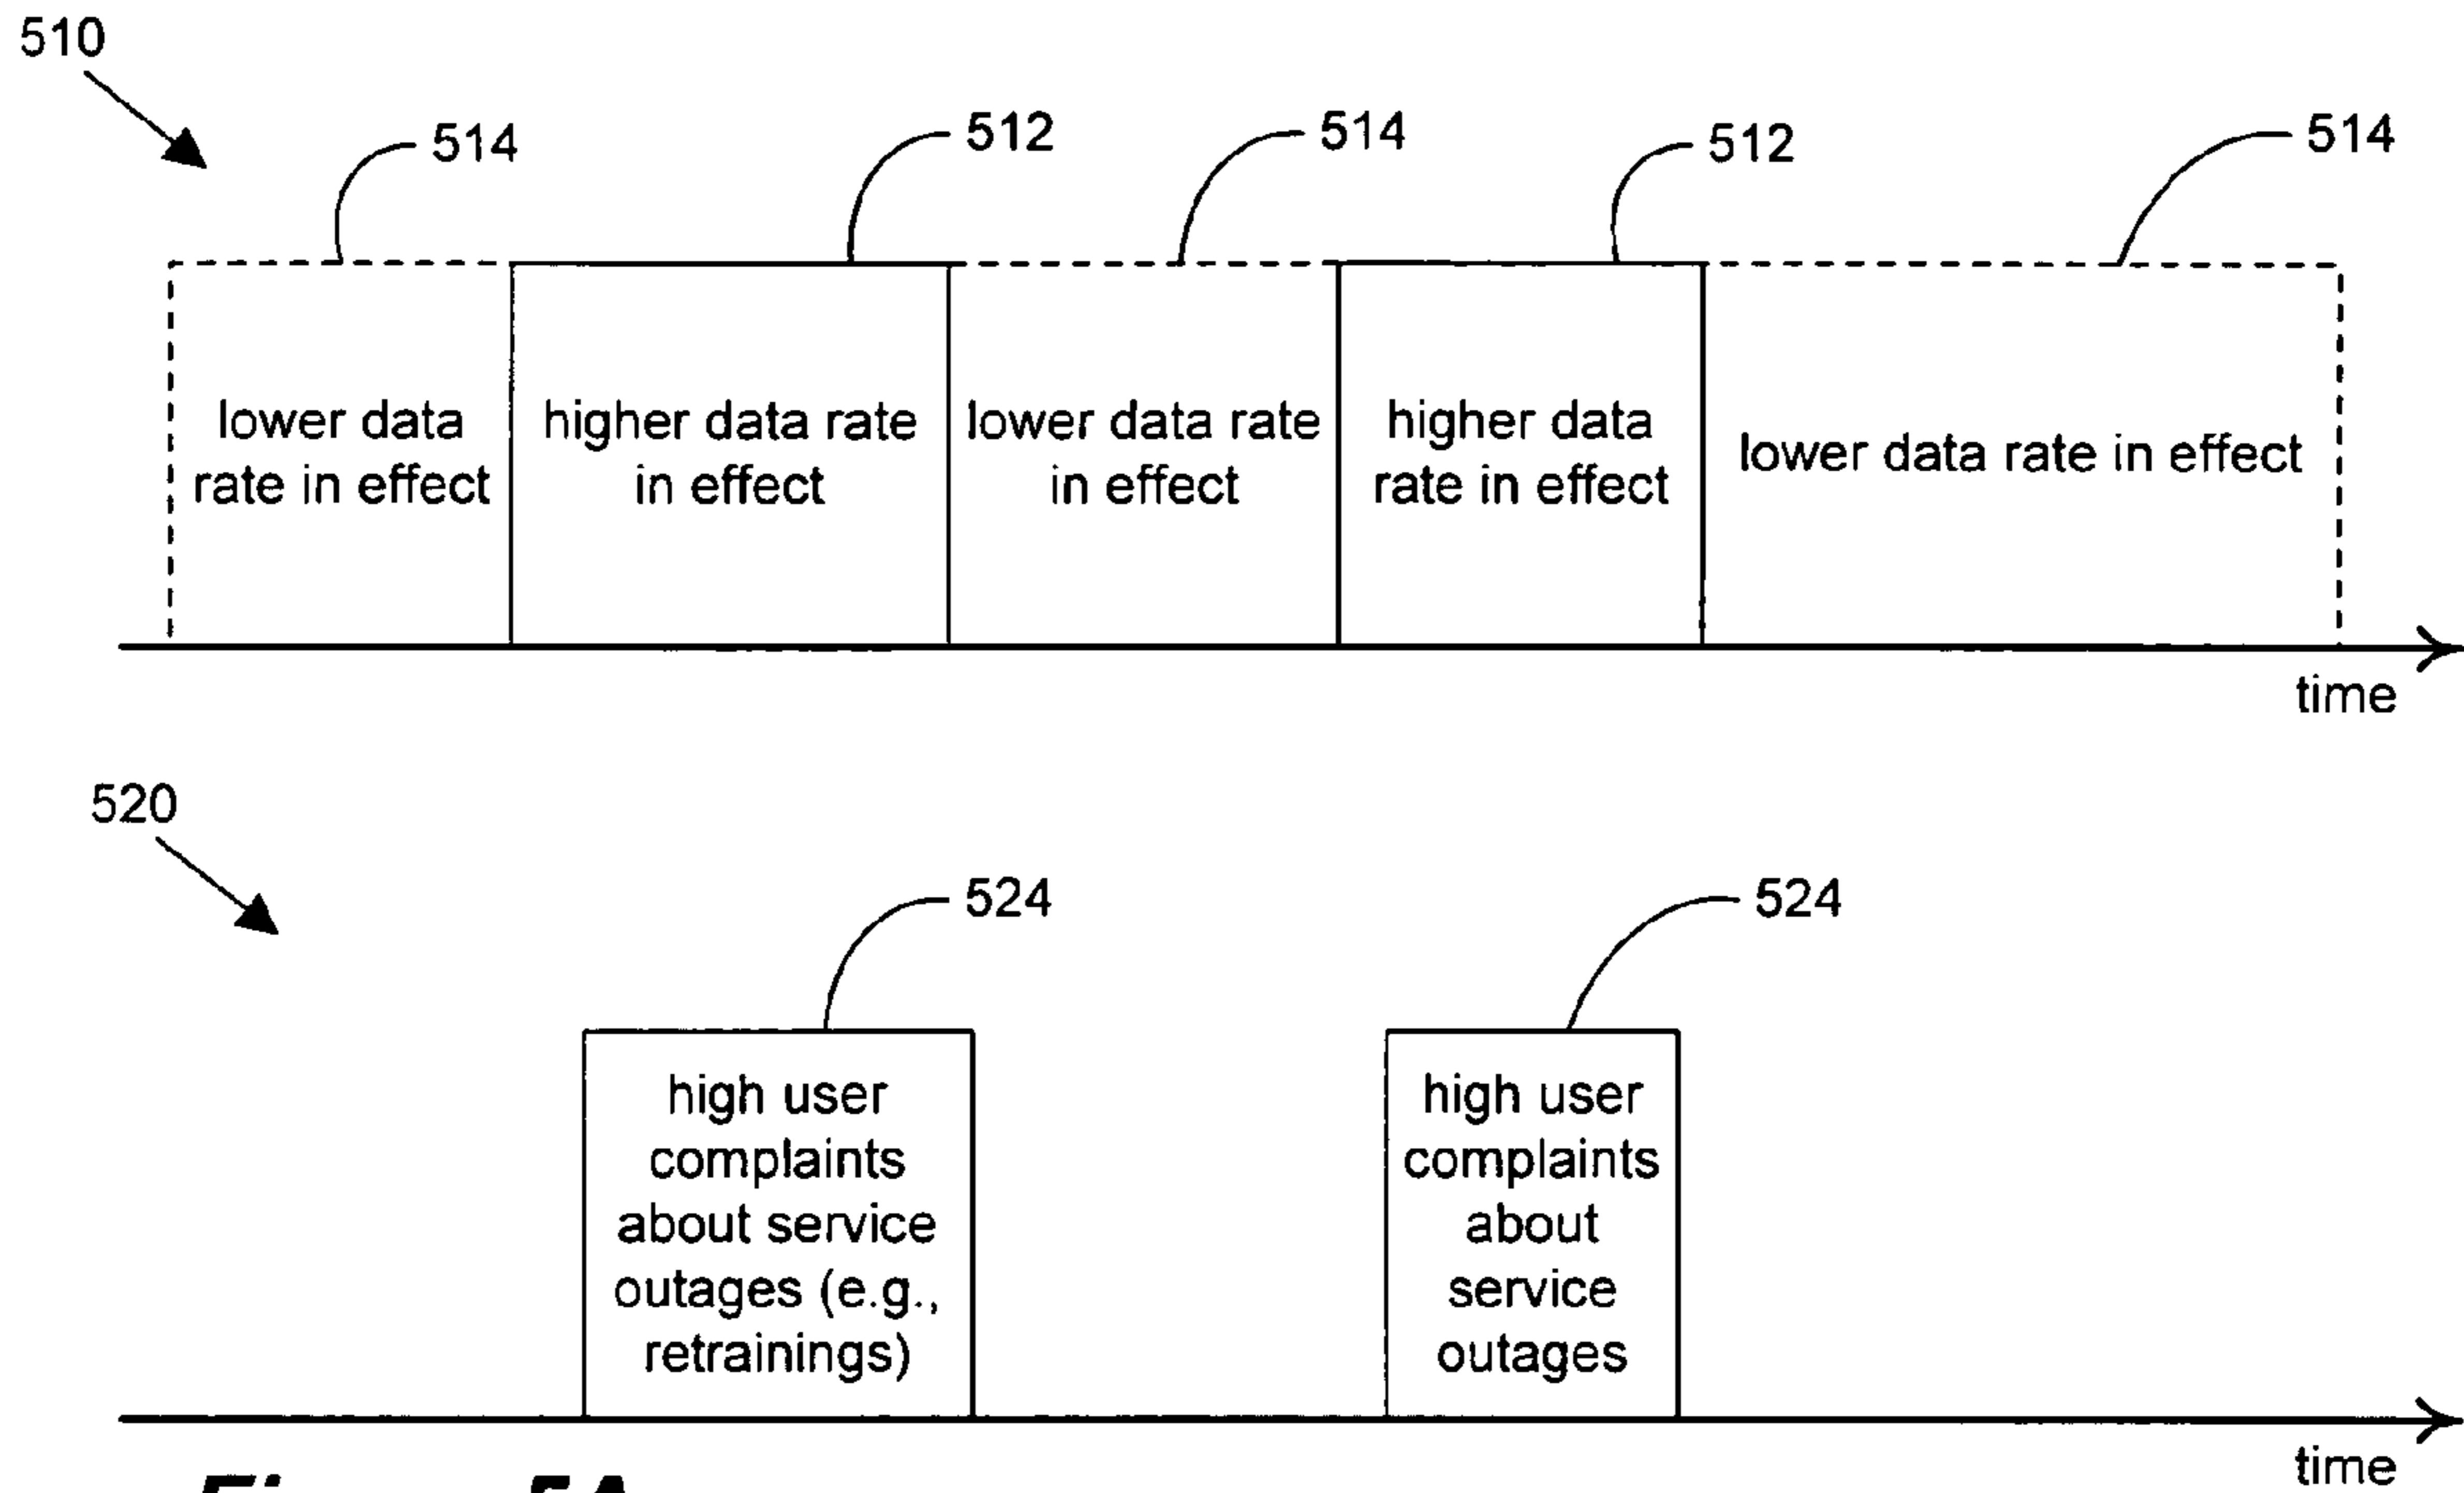 510
514
512
514
512
514
lower data
rate in effect
higher data rate
in effect
lower data rate
in effect
higher data
rate in effect
lower data rate in effect
time
520
524
524
high user
complaints
about service
outages (e.g.,
retrainings)
high user
complaints
about
service
outages
time